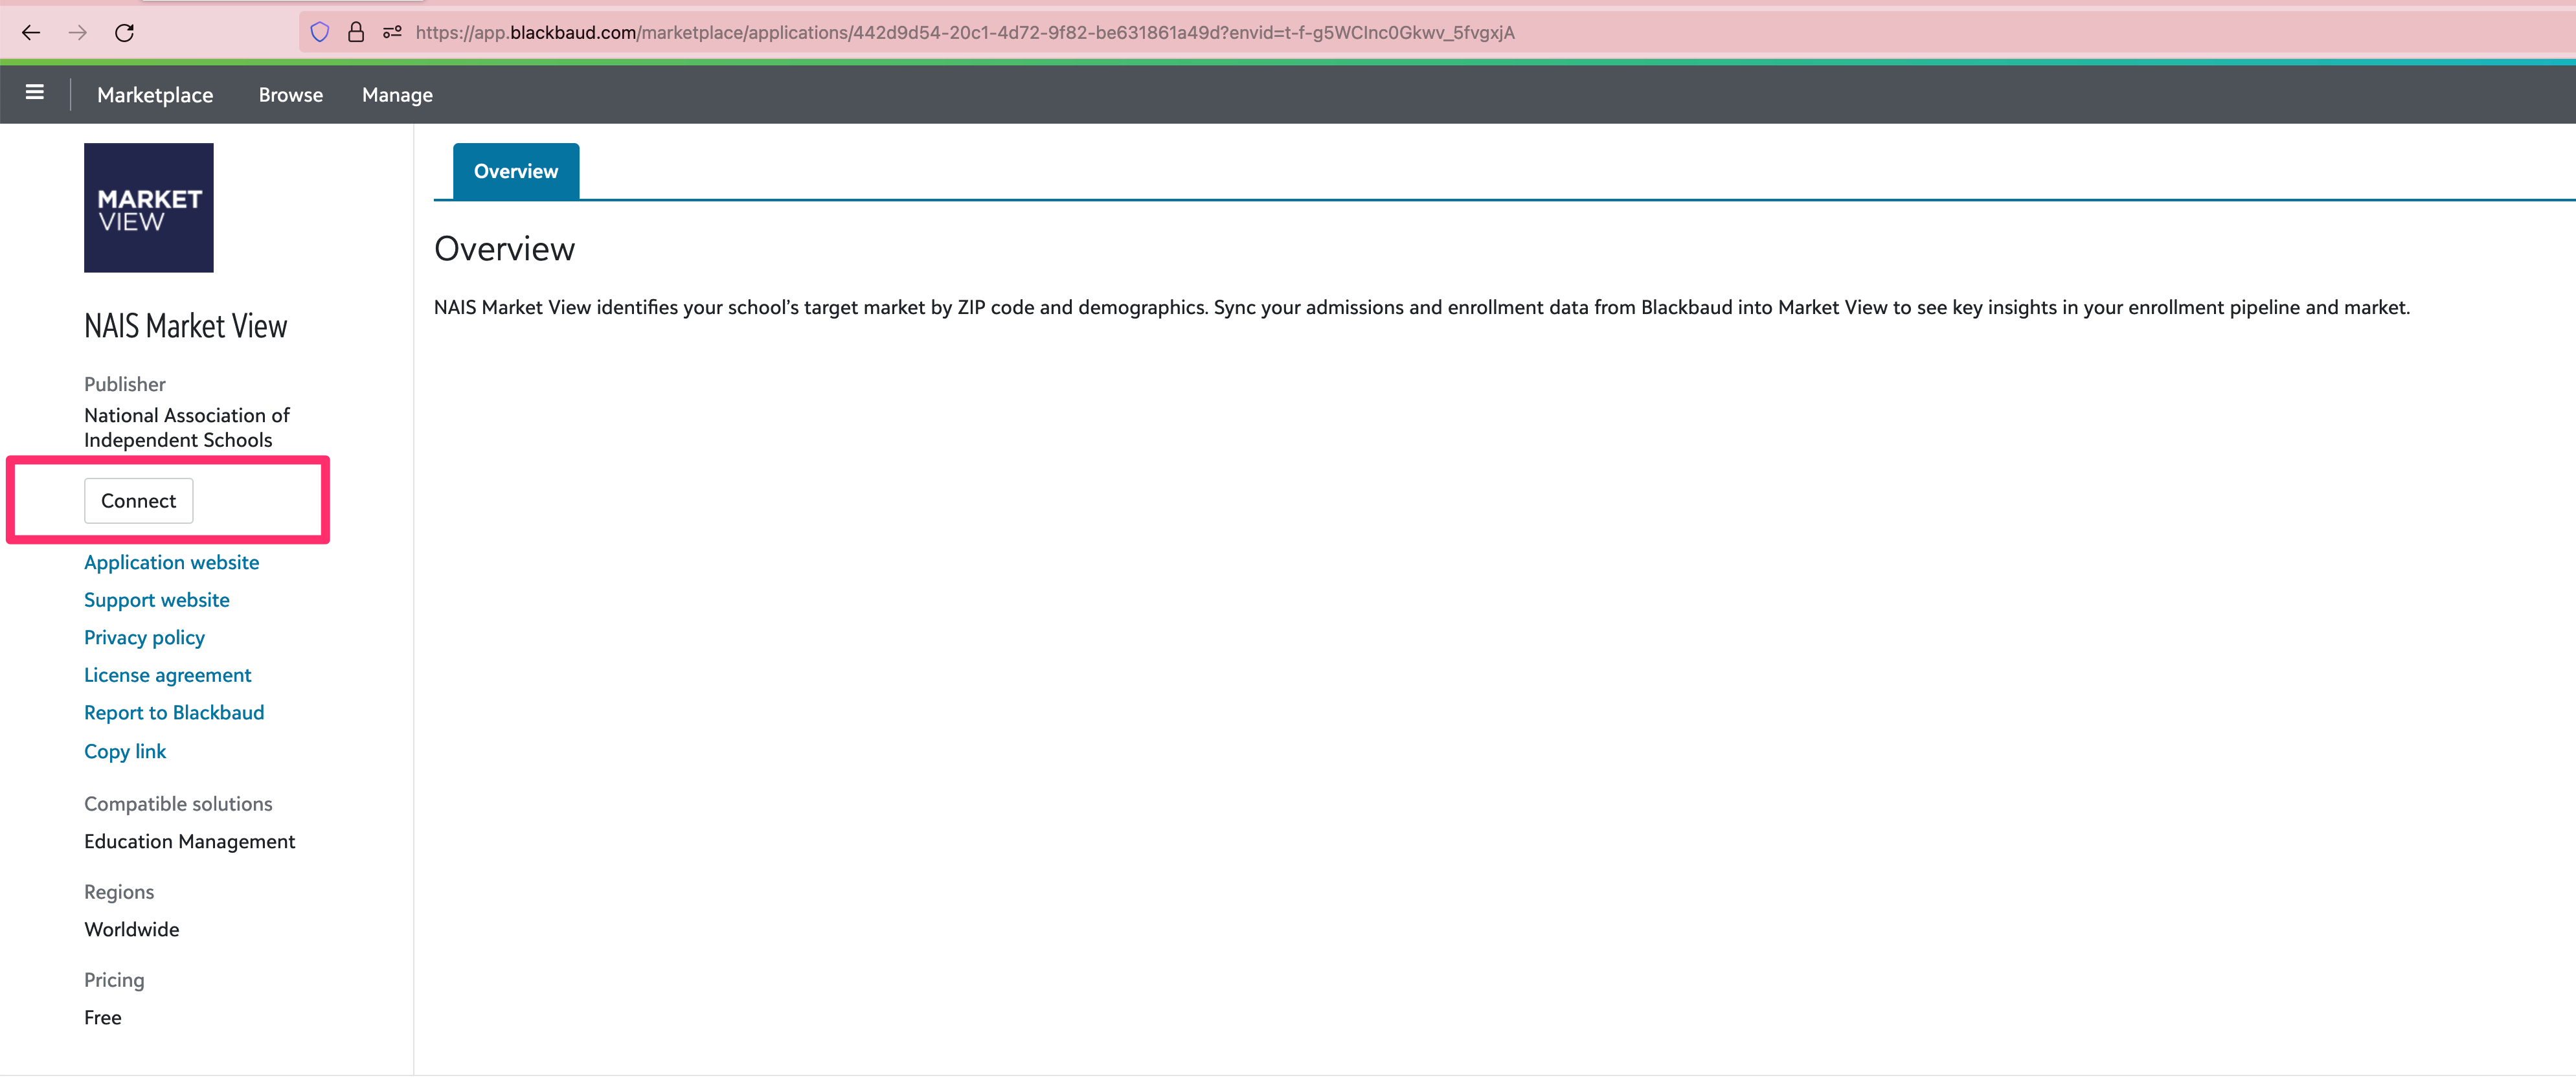 https://app.blackbaud.com/marketplace/applications/442d9d54-20c1-4d72-9f82-be631861a49d?envid=t-f-g5WCInc0Gkwv_5fvgxjA
Marketplace Browse Manage
MARKET
VIEW
NAIS Market View
Publisher
National Association of
Independent Schools
Connect
Application website
Support website
Privacy policy
License agreement
Report to Blackbaud
Copy link
Compatible solutions
Education Management
Regions
Worldwide
Pricing
Free
Overview
Overview
NAIS Market View identifies your school’s target market by ZIP code and demographics. Sync your admissions and enrollment data from Blackbaud into Market View to see key insights in your enrollment pipeline and market.